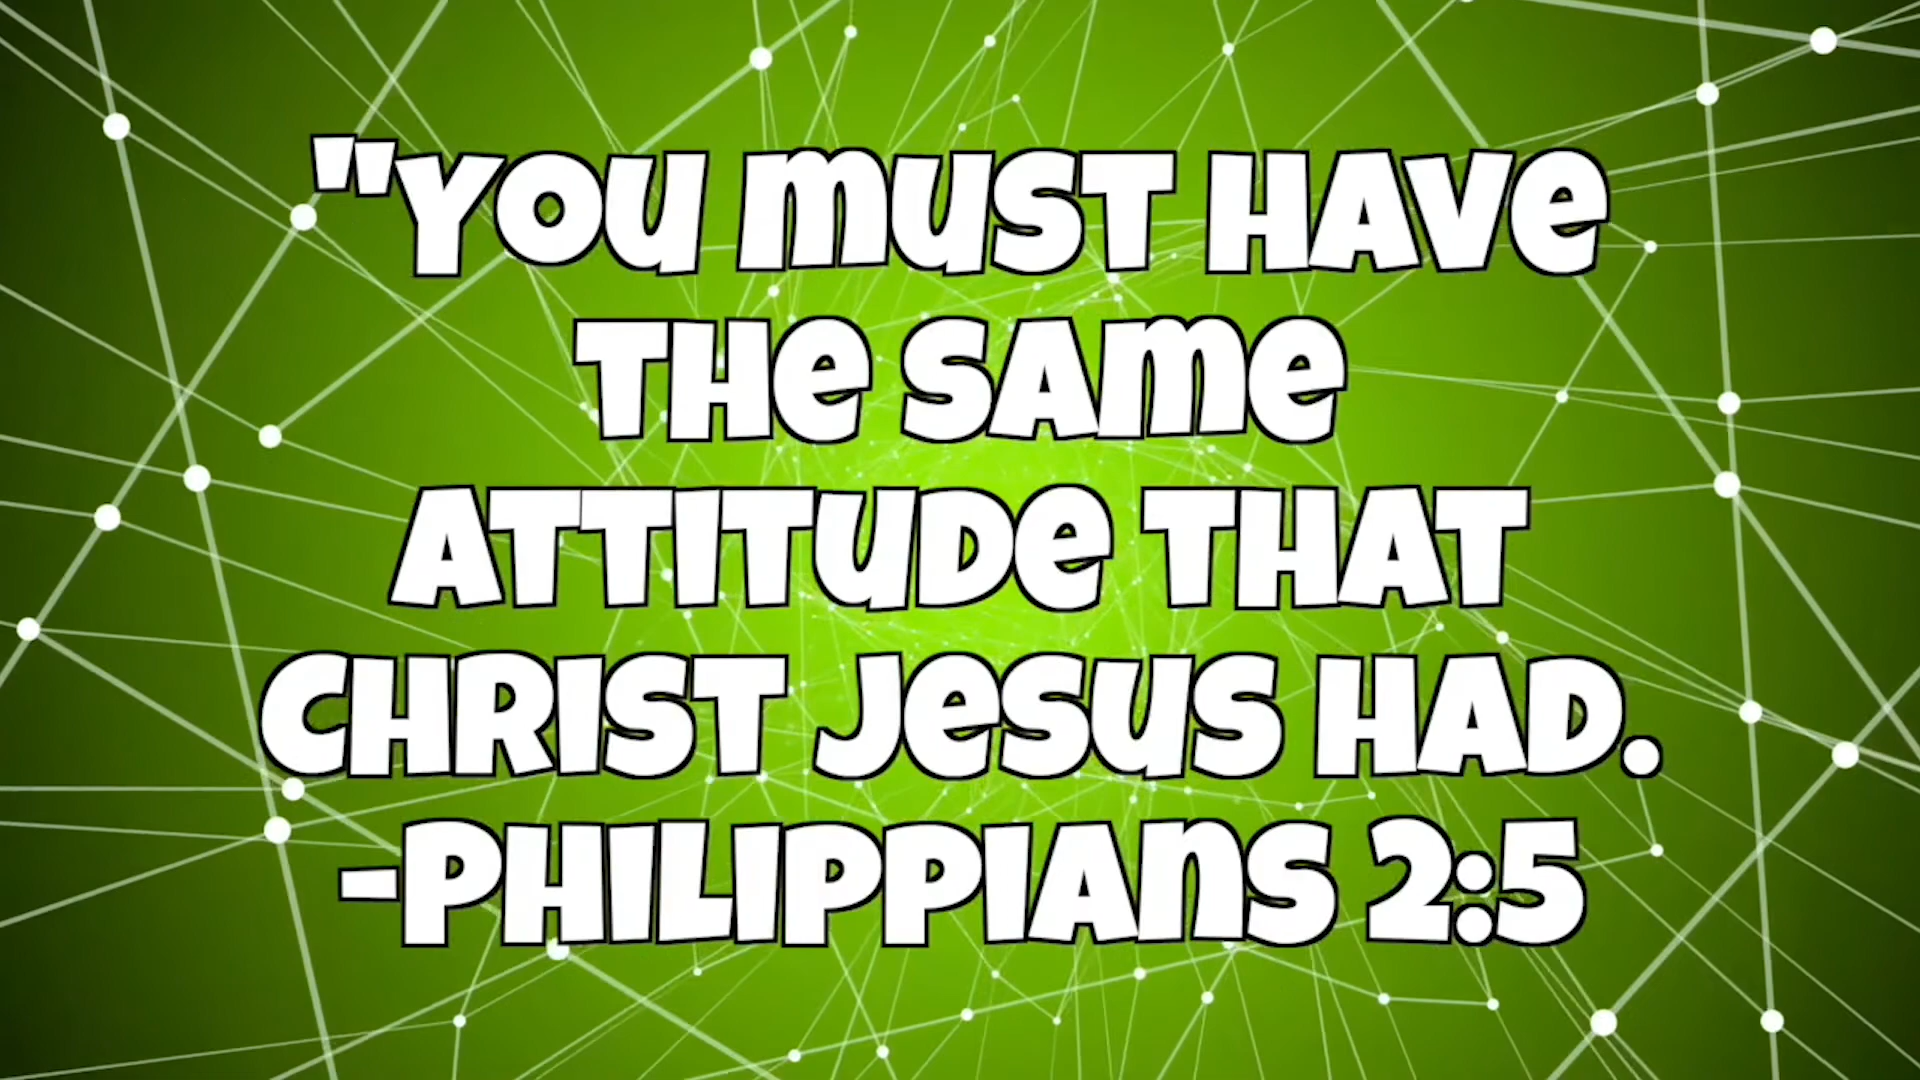 "You must have
the same
attitude that
Christ Jesus had.
-Philippians 2:5